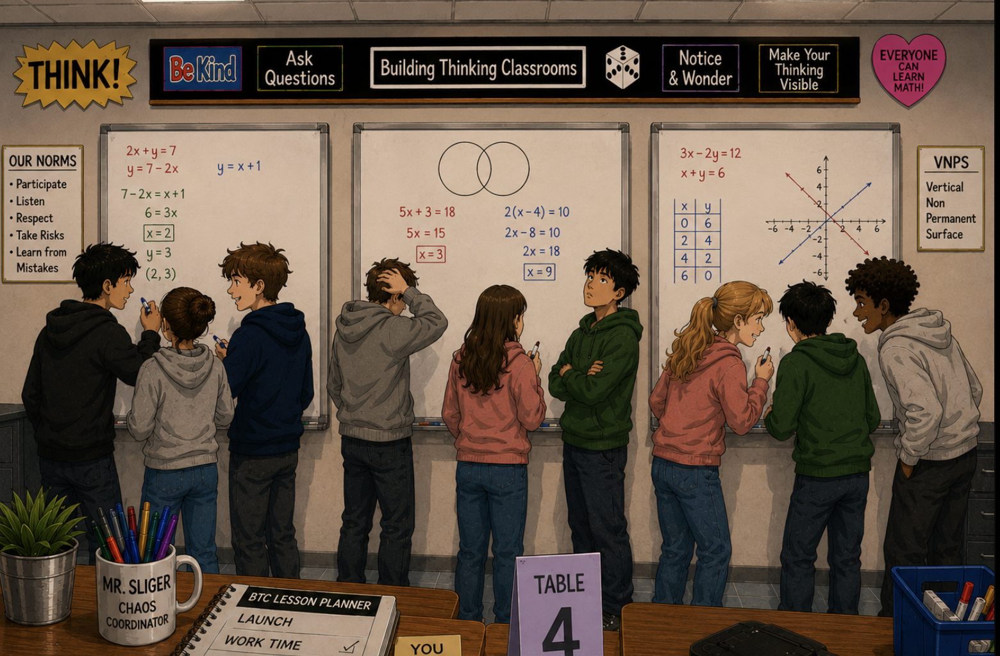 THINK!
Be Kind
Ask
Questions
Building Thinking Classrooms
Notice
& Wonder
Make Your
Thinking
Visible
EVERYONE
CAN
LEARN
MATH!
OUR NORMS
• Participate
• Listen
• Respect
• Take Risks
• Learn from
Mistakes
2x + y = 7
y = 7 - 2x
y = x + 1
7 - 2x = x + 1
6 = 3x
x = 2
y = 3
(2, 3)
5x + 3 = 18
5x = 15
x = 3
2(x - 4) = 10
2x - 8 = 10
2x = 18
x = 9
3x - 2y = 12
x + y = 6
x y
0 6
2 4
4 2
6 0
6
4
2
-6 -4 -2 2 4 6
-2
-4
-6
VNPS
Vertical
Non
Permanent
Surface
MR. SLIGER
CHAOS
COORDINATOR
BTC LESSON PLANNER
LAUNCH
WORK TIME
YOU
TABLE
4